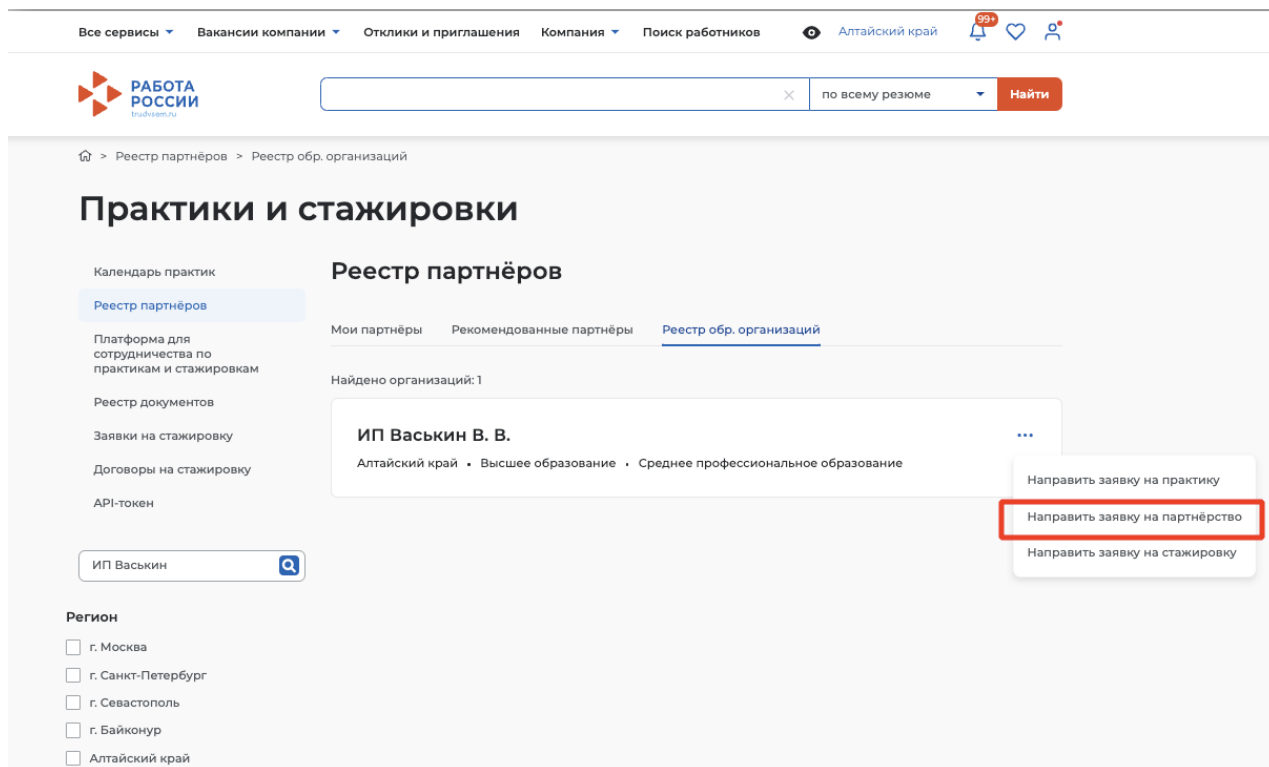 Все сервисы Вакансии компании Отклики и приглашения Компания Поиск работников Алтайский край 99+
РАБОТА
РОССИИ
trudvsem.ru
по всему резюме Найти
> Реестр партнёров > Реестр обр. организаций
Практики и стажировки
Календарь практик
Реестр партнёров
Платформа для
сотрудничества по
практикам и стажировкам
Реестр документов
Заявки на стажировку
Договоры на стажировку
API-токен
ИП Васькин
Регион
г. Москва
г. Санкт-Петербург
г. Севастополь
г. Байконур
Алтайский край
Реестр партнёров
Мои партнёры Рекомендованные партнёры Реестр обр. организаций
Найдено организаций: 1
ИП Васькин В. В.
Алтайский край • Высшее образование • Среднее профессиональное образование
Направить заявку на практику
Направить заявку на партнёрство
Направить заявку на стажировку